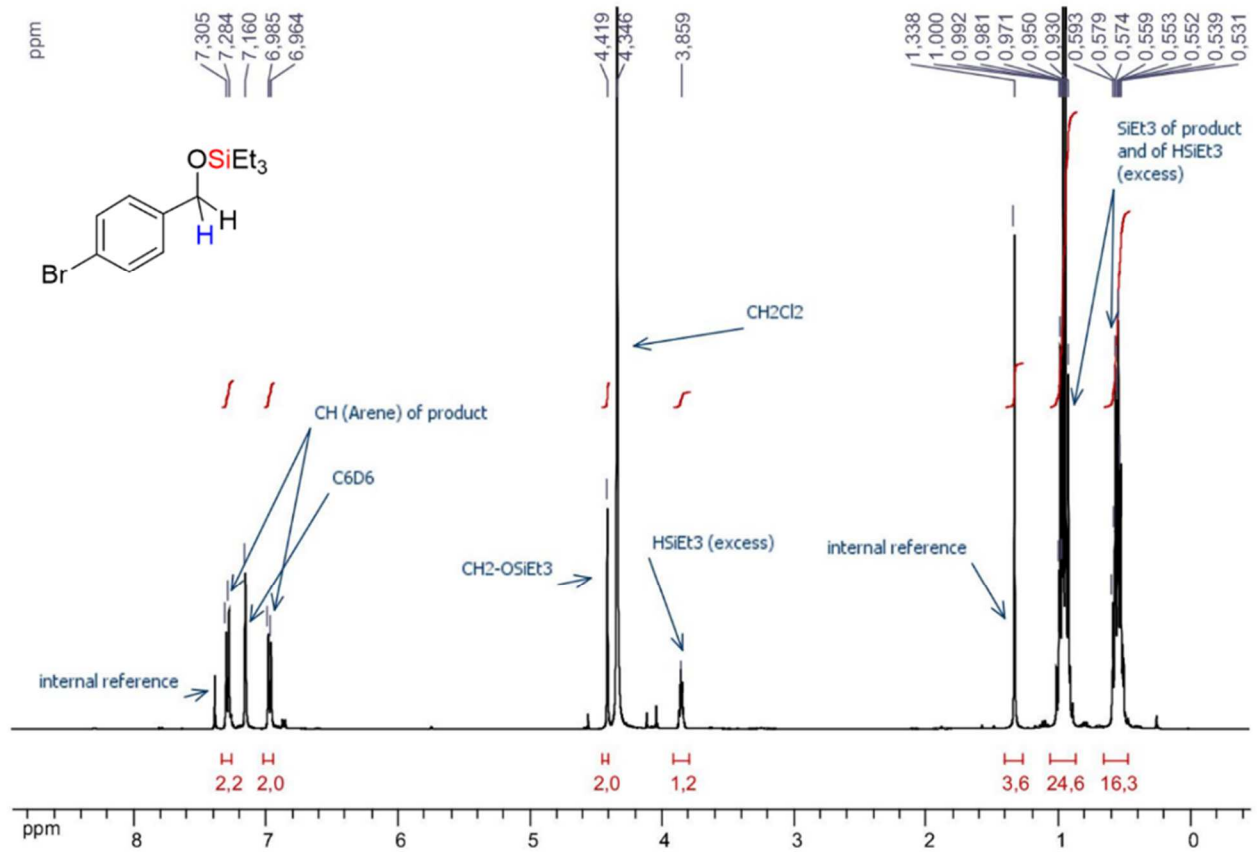 ppm
7,305
7,284
7,160
6,985
6,964
4,419
4,346
3,859
1,338
1,000
0,992
0,981
0,971
0,950
0,930
0,593
0,579
0,574
0,559
0,553
0,552
0,539
0,531
OSiEt3
H
H
Br
SiEt3 of product
and of HSiEt3
(excess)
CH2Cl2
CH (Arene) of product
C6D6
CH2-OSiEt3
HSiEt3 (excess)
internal reference
internal reference
2,2 2,0 2,0 1,2 3,6 24,6 16,3
ppm 8 7 6 5 4 3 2 1 0